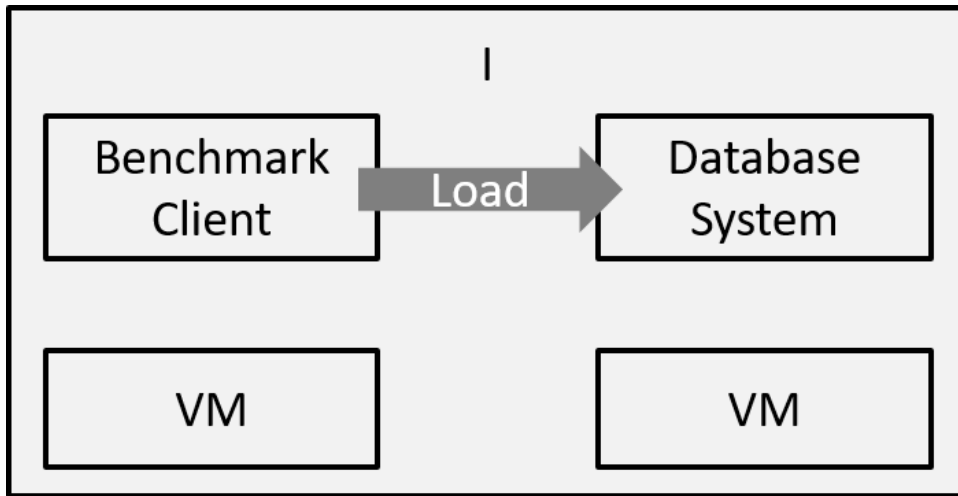 I
Benchmark
Client
Load
Database
System
VM
VM